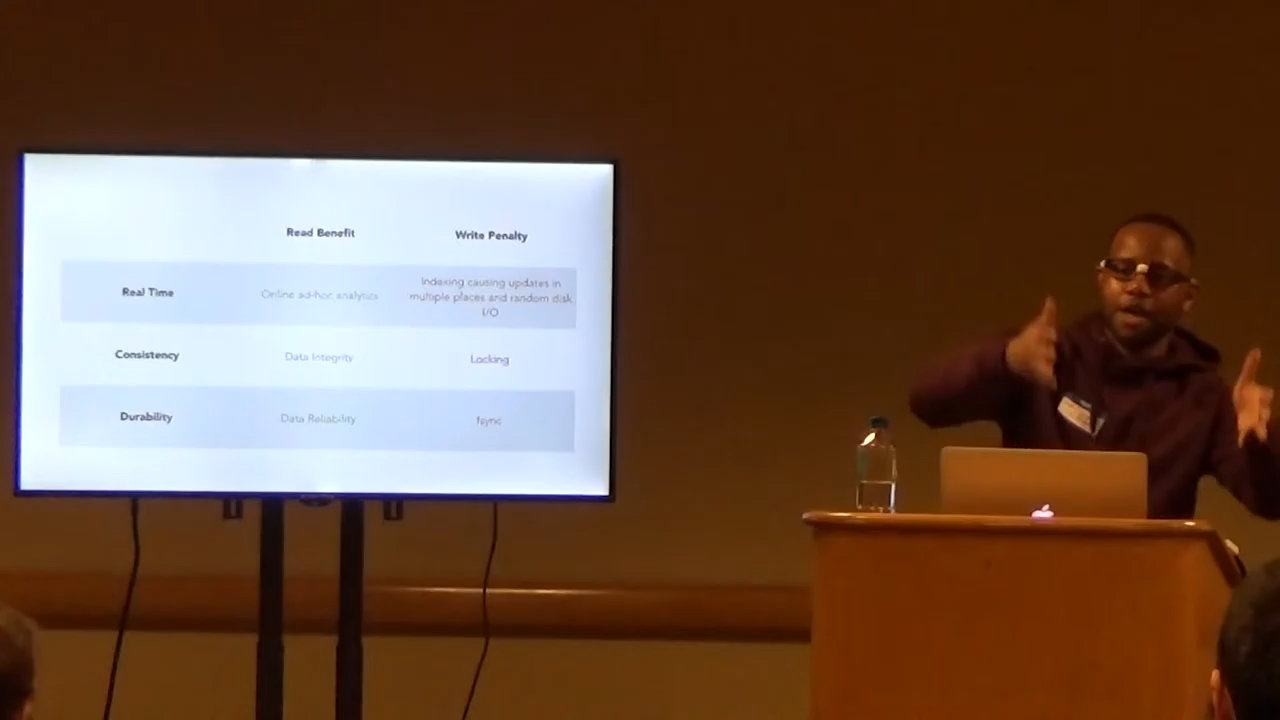 Read Benefit
Write Penalty
Real Time
Online ad-hoc analytics
Indexing causing updates in
multiple places and random disk
I/O
Consistency
Data Integrity
Locking
Durability
Data Reliability
fsync